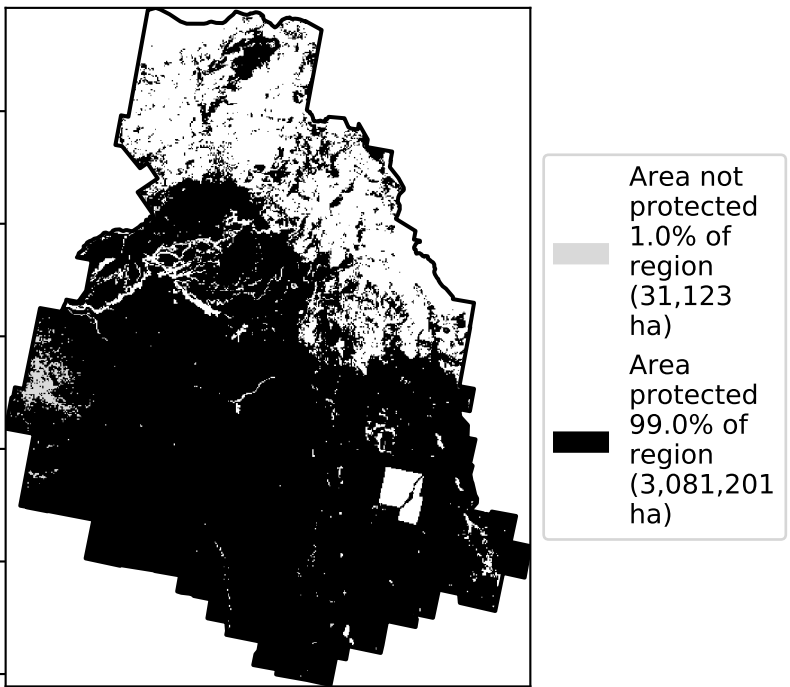 Area not
protected
1.0% of
region
(31,123
ha)
Area
protected
99.0% of
region
(3,081,201
ha)